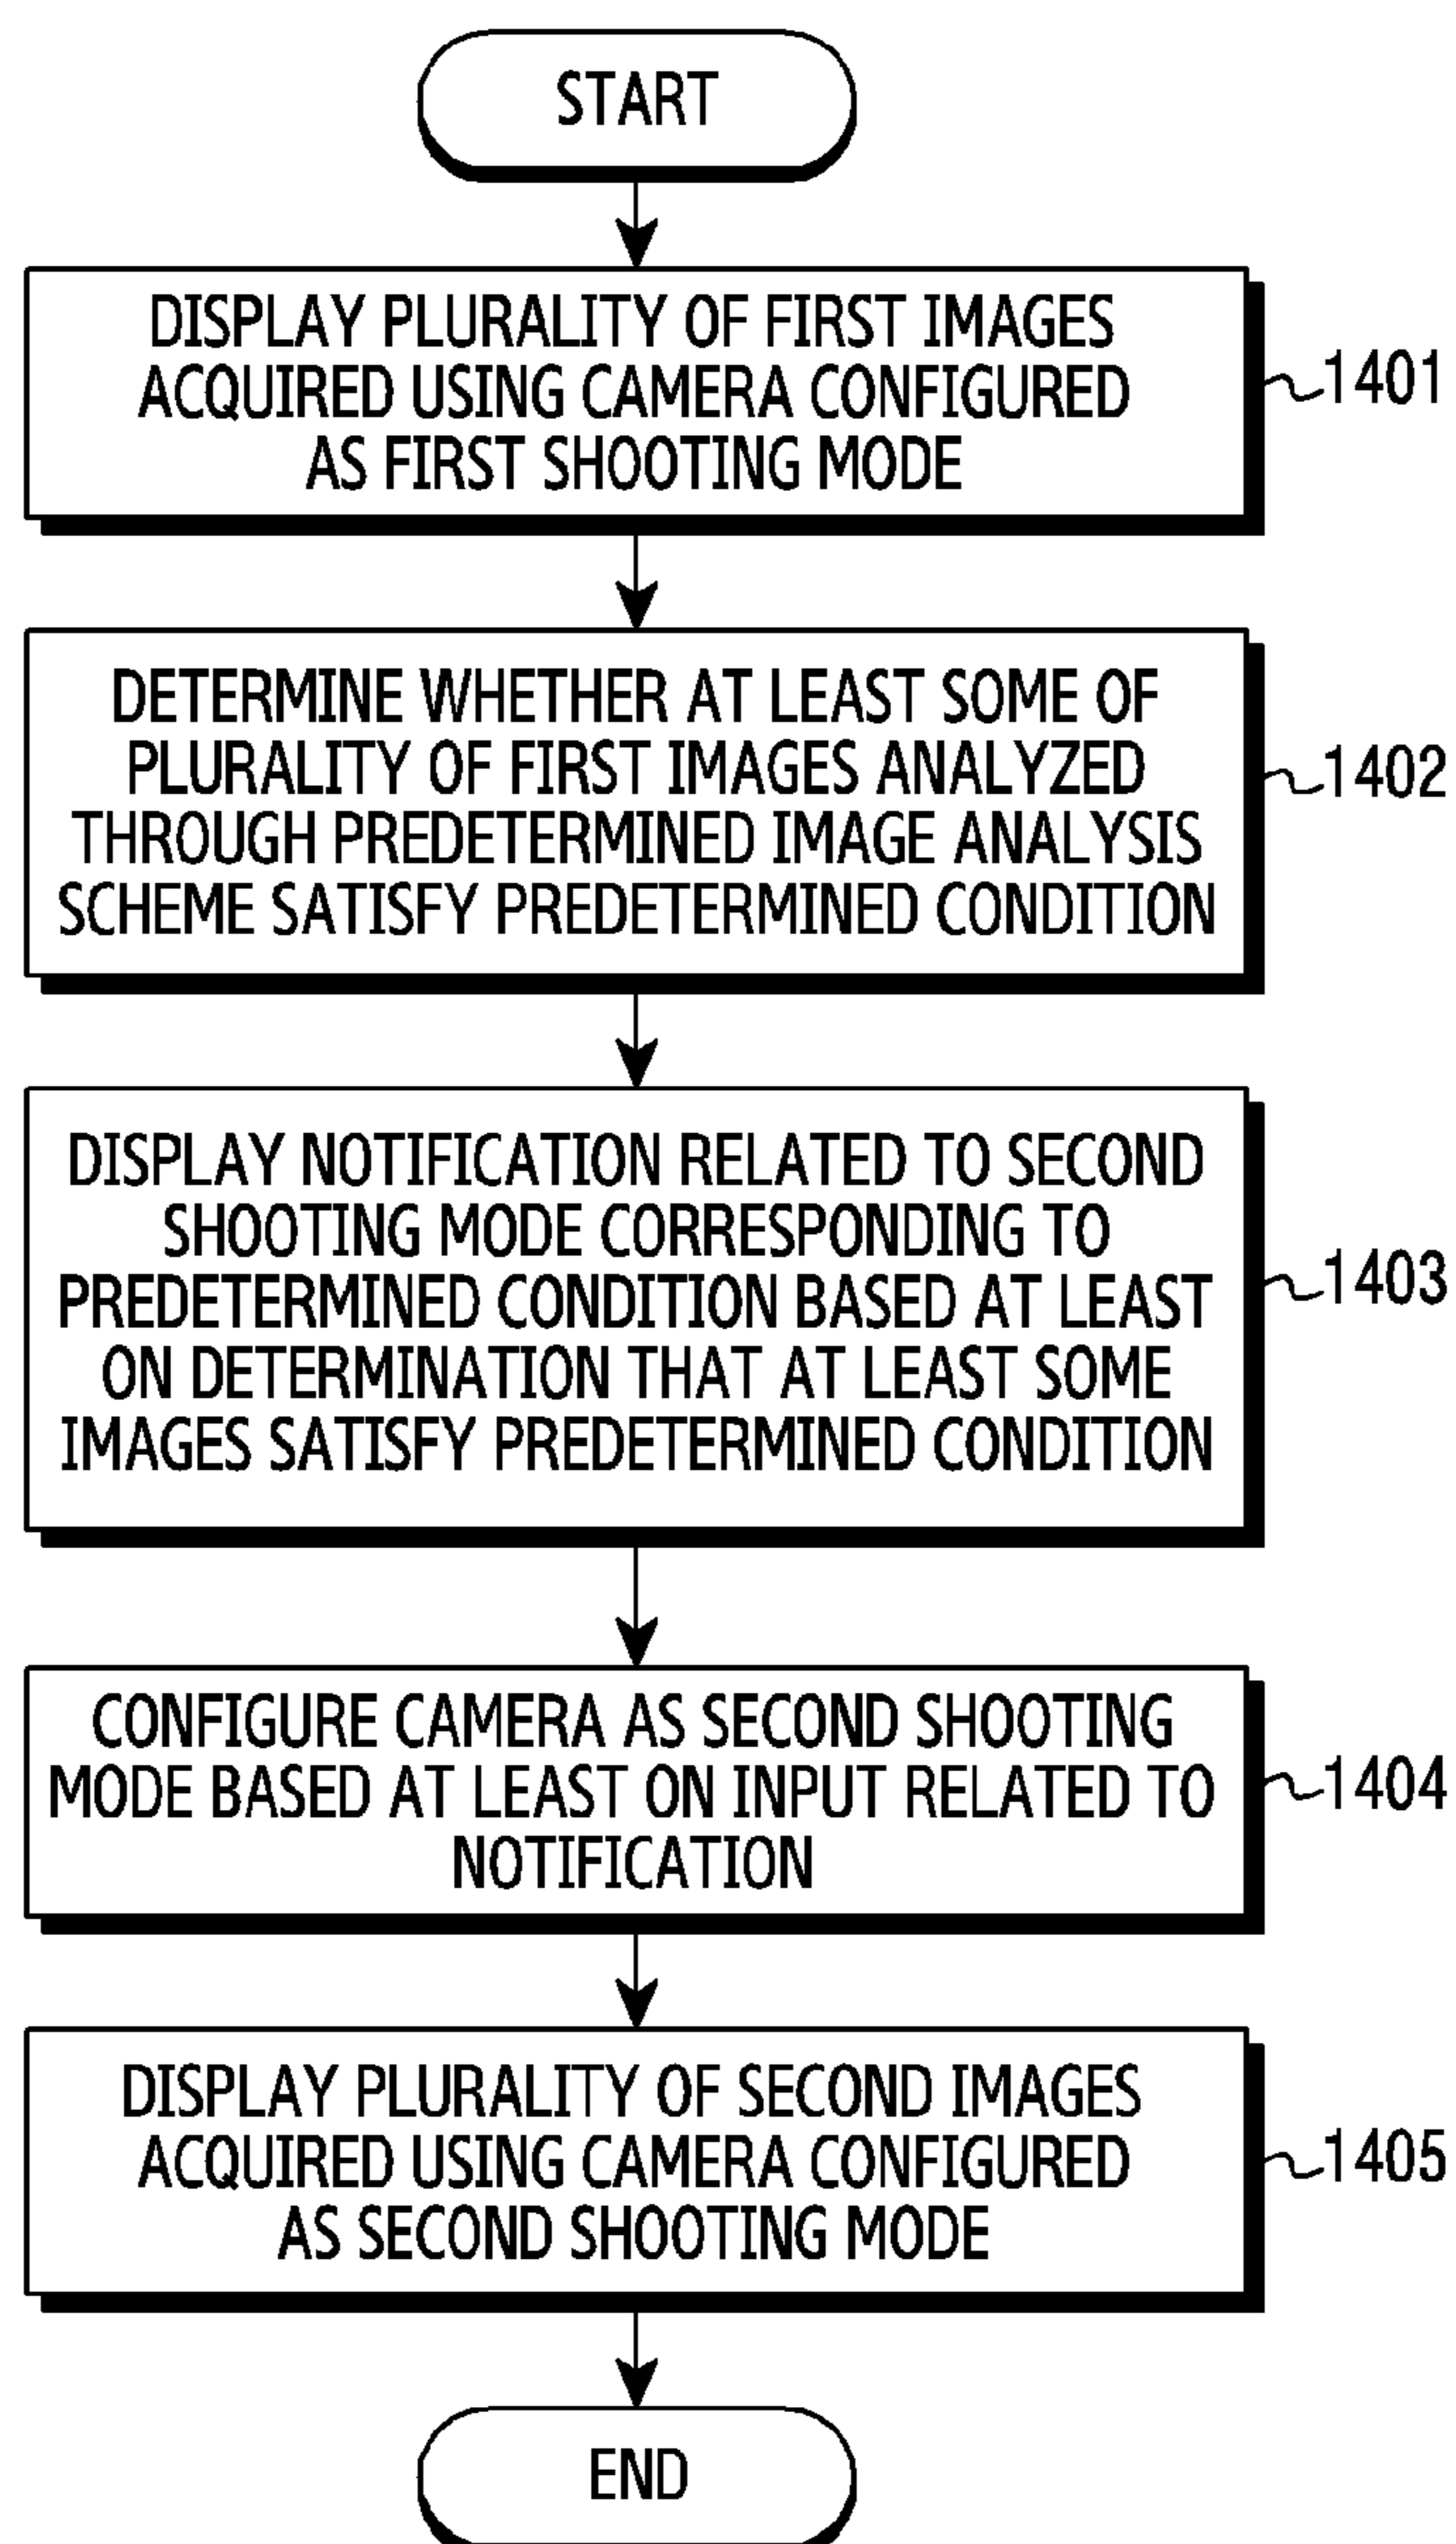 START
DISPLAY PLURALITY OF FIRST IMAGES
ACQUIRED USING CAMERA CONFIGURED
AS FIRST SHOOTING MODE
1401
DETERMINE WHETHER AT LEAST SOME OF
PLURALITY OF FIRST IMAGES ANALYZED
THROUGH PREDETERMINED IMAGE ANALYSIS
SCHEME SATISFY PREDETERMINED CONDITION
1402
DISPLAY NOTIFICATION RELATED TO SECOND
SHOOTING MODE CORRESPONDING TO
PREDETERMINED CONDITION BASED AT LEAST
ON DETERMINATION THAT AT LEAST SOME
IMAGES SATISFY PREDETERMINED CONDITION
1403
CONFIGURE CAMERA AS SECOND SHOOTING
MODE BASED AT LEAST ON INPUT RELATED TO
NOTIFICATION
1404
DISPLAY PLURALITY OF SECOND IMAGES
ACQUIRED USING CAMERA CONFIGURED
AS SECOND SHOOTING MODE
1405
END